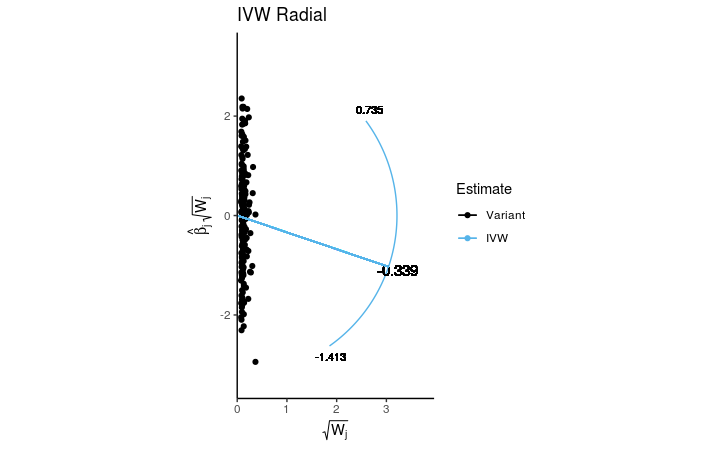 IVW Radial
0.735
2
0
-2
β̂j√Wj
-0.339
-1.413
0 1 2 3
√Wj
Estimate
Variant
IVW